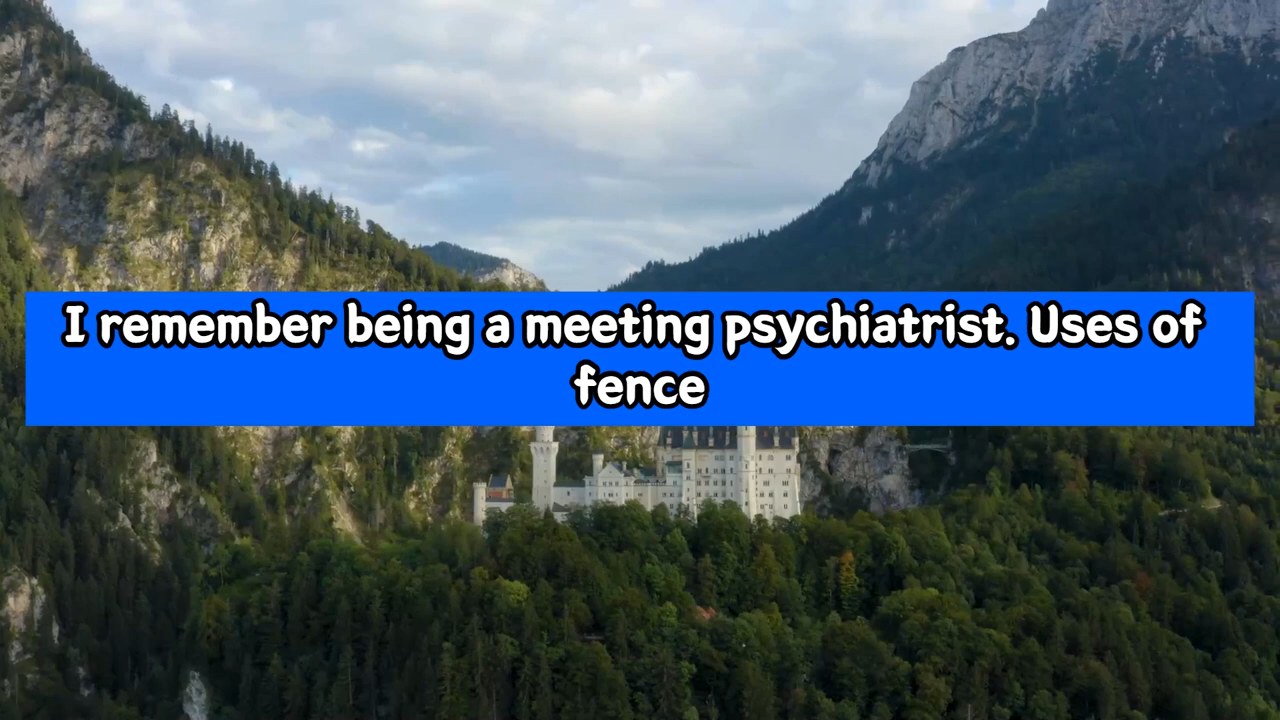 I remember being a meeting psychiatrist. Uses of
fence